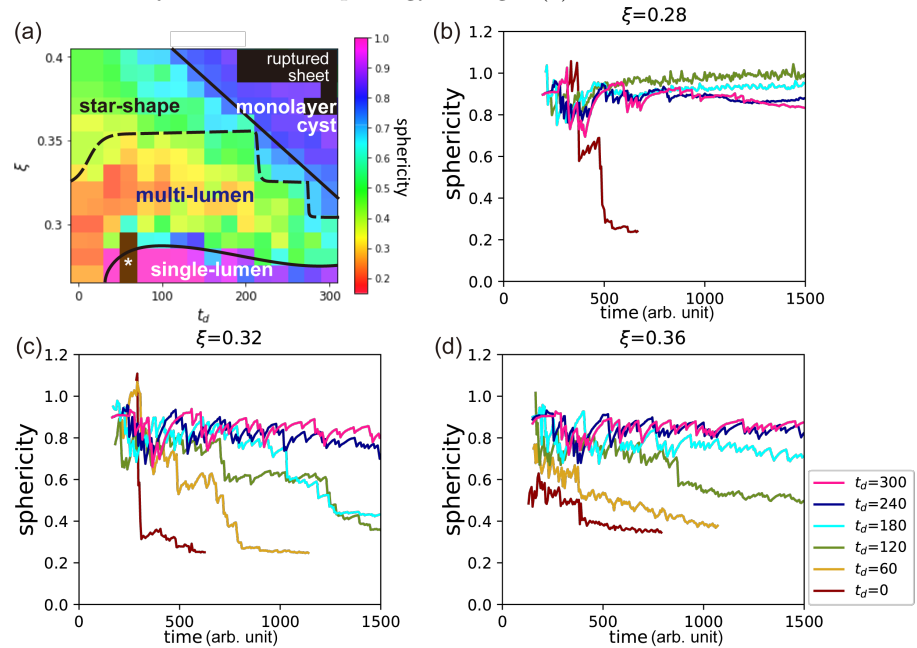 (a)
0.4
0.35
0.3
ξ
0
100
200
300
t_d
star-shape
multi-lumen
single-lumen
*
ruptured
sheet
monolayer
cyst
1.0
0.9
0.8
0.7
0.6
0.5
0.4
0.3
0.2
sphericity
(b)
ξ=0.28
1.2
1.0
0.8
0.6
0.4
0.2
0.0
sphericity
0
500
1000
1500
time (arb. unit)
(c)
ξ=0.32
1.2
1.0
0.8
0.6
0.4
0.2
0.0
sphericity
0
500
1000
1500
time (arb. unit)
(d)
ξ=0.36
1.2
1.0
0.8
0.6
0.4
0.2
0.0
sphericity
0
500
1000
1500
time (arb. unit)
t_d=300
t_d=240
t_d=180
t_d=120
t_d=60
t_d=0